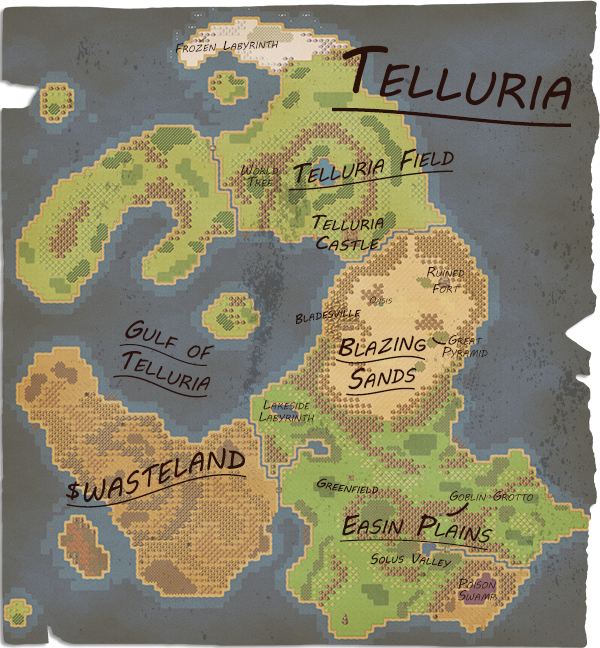 Frozen Labyrinth
Telluria
World
Tree
Telluria Field
Telluria
Castle
Ruined
Fort
Oasis
Bladesville
Great
Pyramid
Blazing
Sands
Gulf of
Telluria
Lakeside
Labyrinth
$Wasteland
Greenfield
Goblin Grotto
Easin Plains
Solus Valley
Poison
Swamp